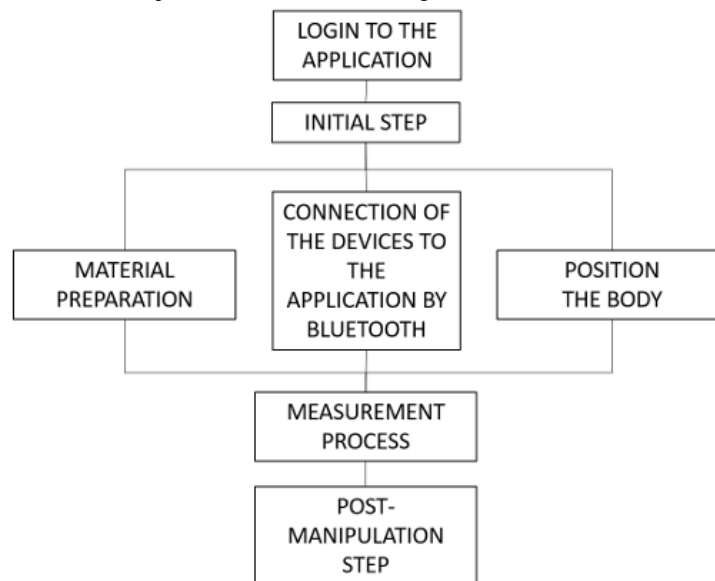 LOGIN TO THE
APPLICATION
INITIAL STEP
MATERIAL
PREPARATION
CONNECTION OF
THE DEVICES TO
THE
APPLICATION BY
BLUETOOTH
POSITION
THE BODY
MEASUREMENT
PROCESS
POST-
MANIPULATION
STEP